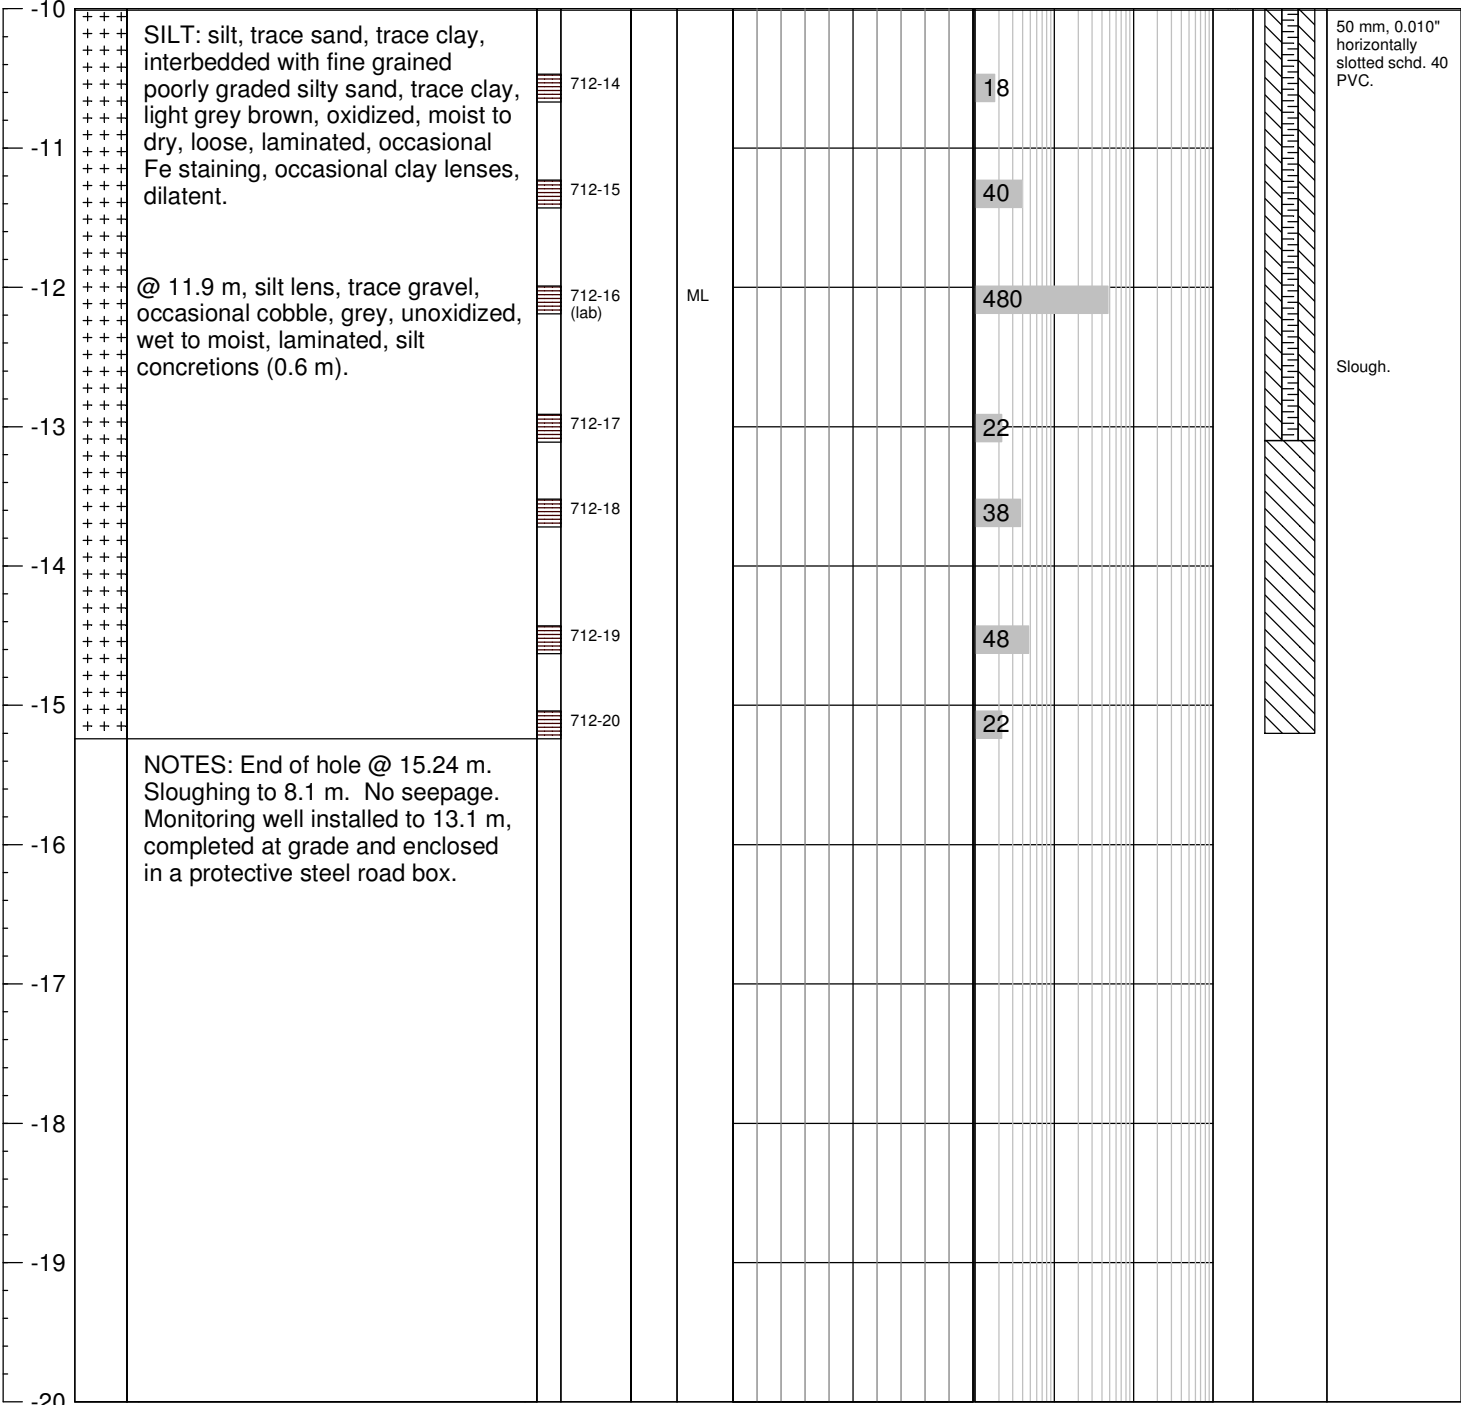 -10
SILT: silt, trace sand, trace clay,
interbedded with fine grained
poorly graded silty sand, trace clay,
light grey brown, oxidized, moist to
dry, loose, laminated, occasional
Fe staining, occasional clay lenses,
dilatent.
712-14
18
50 mm, 0.010"
horizontally
slotted schd. 40
PVC.
-11
712-15
40
-12
@ 11.9 m, silt lens, trace gravel,
occasional cobble, grey, unoxidized,
wet to moist, laminated, silt
concretions (0.6 m).
712-16
(lab)
ML
480
Slough.
-13
712-17
22
712-18
38
-14
712-19
48
-15
712-20
22
NOTES: End of hole @ 15.24 m.
Sloughing to 8.1 m.  No seepage.
Monitoring well installed to 13.1 m,
completed at grade and enclosed
in a protective steel road box.
-16
-17
-18
-19
-20